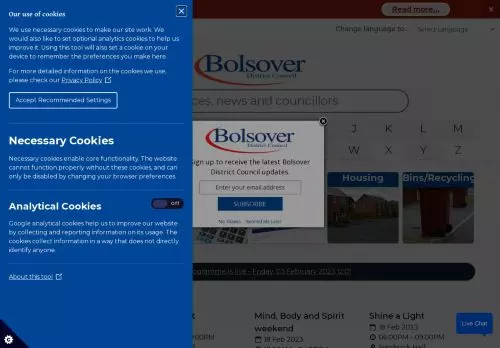 Our use of cookies
We use necessary cookies to make our site work. We
would also like to set optional analytics cookies to help us
improve it. Using this tool will also set a cookie on your
device to remember the preferences you make here.
For more detailed information on the cookies we use,
please check our Privacy Policy
Accept Recommended Settings
Necessary Cookies
Necessary cookies enable core functionality. The website
cannot function properly without these cookies, and can
only be disabled by changing your browser preferences.
Analytical Cookies
Off
Google analytical cookies help us to improve our website
by collecting and reporting information on its usage. The
cookies collect information in a way that does not directly
identify anyone.
About this tool
Read more...
Change language to
Select Language
Bolsover
District Council
ces, news and councillors
J K L M
W X Y Z
Bolsover
District Council
ign up to receive the latest Bolsover
District Council updates.
Enter your email address
SUBSCRIBE
No Thanks Remind Me Later
Housing
Bins/Recycling
is live - Friday, 03 February 2023 12:01
Mind, Body and Spirit
weekend
18 Feb 2023
Shine a Light
18 Feb 2023
06:00PM - 09:00PM
Live Chat